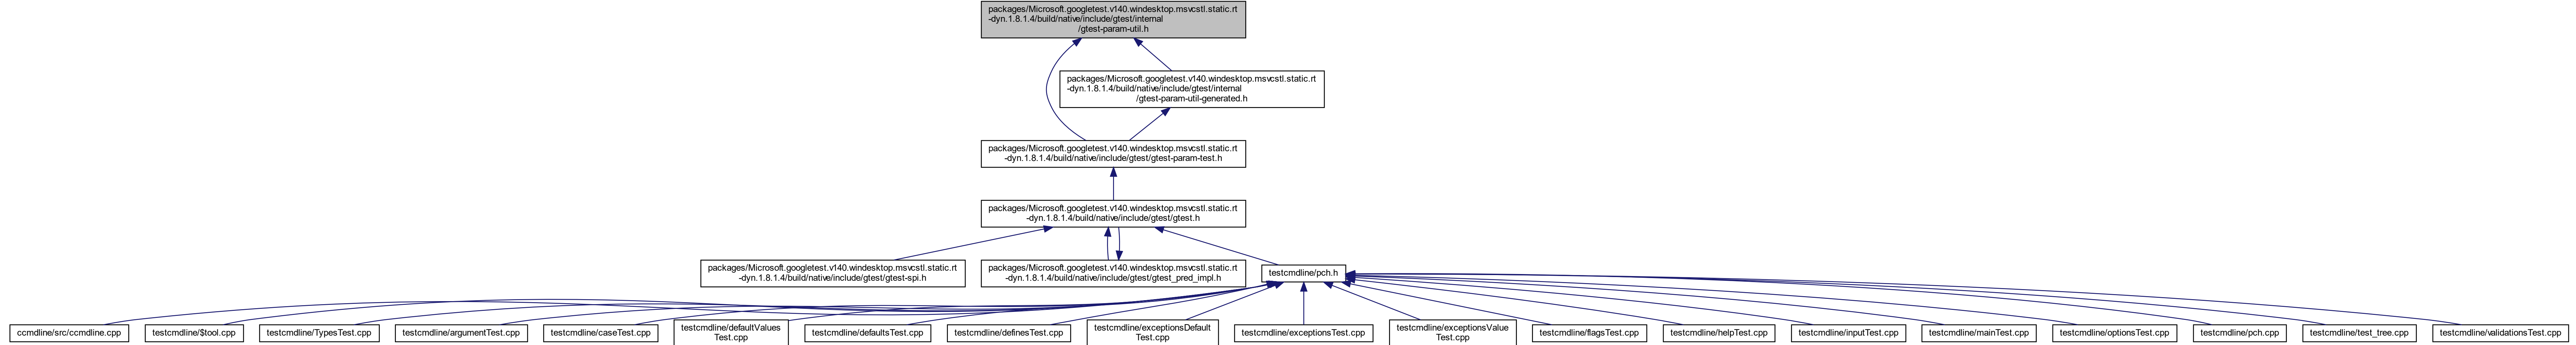 packages/Microsoft.googletest.v140.windesktop.msvcstl.static.rt
-dyn.1.8.1.4/build/native/include/gtest/internal
/gtest-param-util.h
packages/Microsoft.googletest.v140.windesktop.msvcstl.static.rt
-dyn.1.8.1.4/build/native/include/gtest/internal
/gtest-param-util-generated.h
packages/Microsoft.googletest.v140.windesktop.msvcstl.static.rt
-dyn.1.8.1.4/build/native/include/gtest/gtest-param-test.h
packages/Microsoft.googletest.v140.windesktop.msvcstl.static.rt
-dyn.1.8.1.4/build/native/include/gtest/gtest.h
packages/Microsoft.googletest.v140.windesktop.msvcstl.static.rt
-dyn.1.8.1.4/build/native/include/gtest/gtest-spi.h
packages/Microsoft.googletest.v140.windesktop.msvcstl.static.rt
-dyn.1.8.1.4/build/native/include/gtest/gtest_pred_impl.h
testcmdline/pch.h
ccmdline/src/ccmdline.cpp
testcmdline/$tool.cpp
testcmdline/TypesTest.cpp
testcmdline/argumentTest.cpp
testcmdline/caseTest.cpp
testcmdline/defaultValues
Test.cpp
testcmdline/defaultsTest.cpp
testcmdline/definesTest.cpp
testcmdline/exceptionsDefault
Test.cpp
testcmdline/exceptionsTest.cpp
testcmdline/exceptionsValue
Test.cpp
testcmdline/flagsTest.cpp
testcmdline/helpTest.cpp
testcmdline/inputTest.cpp
testcmdline/mainTest.cpp
testcmdline/optionsTest.cpp
testcmdline/pch.cpp
testcmdline/test_tree.cpp
testcmdline/validationsTest.cpp